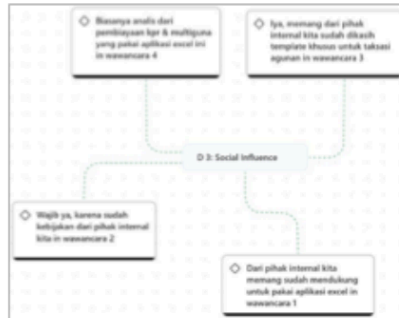 Biasanya analis dari
pembiayaan kpr & multiguna
yang pakai aplikasi excel ini
in wawancara 4
Iya, memang dari pihak
internal kita sudah dikasih
template khusus untuk taksasi
agunan in wawancara 3
D 3: Social Influence
Wajib ya, karena sudah
kebijakan dari pihak internal
kita in wawancara 2
Dari pihak internal kita
memang sudah mendukung
untuk pakai aplikasi excel in
wawancara 1